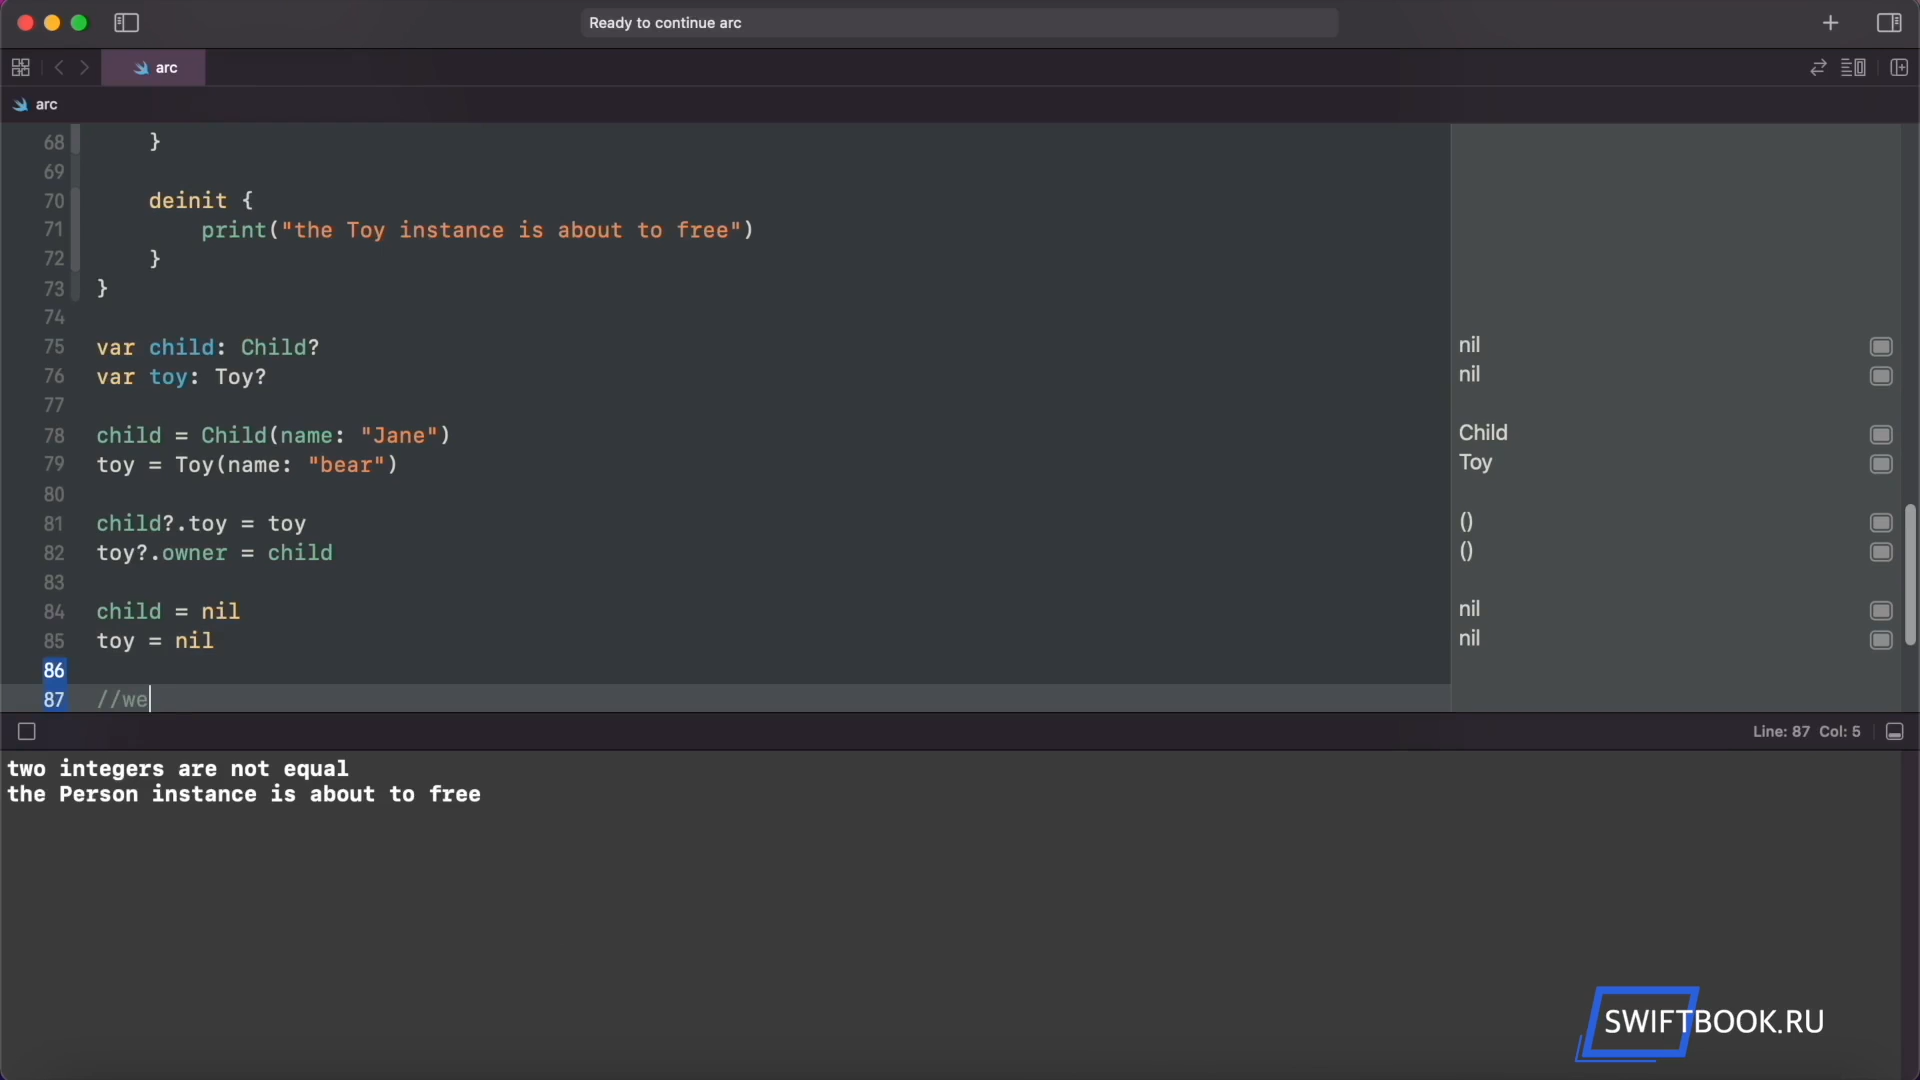 Ready to continue arc
arc
arc
68 }
69
70 deinit {
71 print("the Toy instance is about to free")
72 }
73 }
74
75 var child: Child? nil
76 var toy: Toy? nil
77
78 child = Child(name: "Jane") Child
79 toy = Toy(name: "bear") Toy
80
81 child?.toy = toy ()
82 toy?.owner = child ()
83
84 child = nil nil
85 toy = nil nil
86
87 //we
Line: 87 Col: 5
two integers are not equal
the Person instance is about to free
SWIFTBOOK.RU